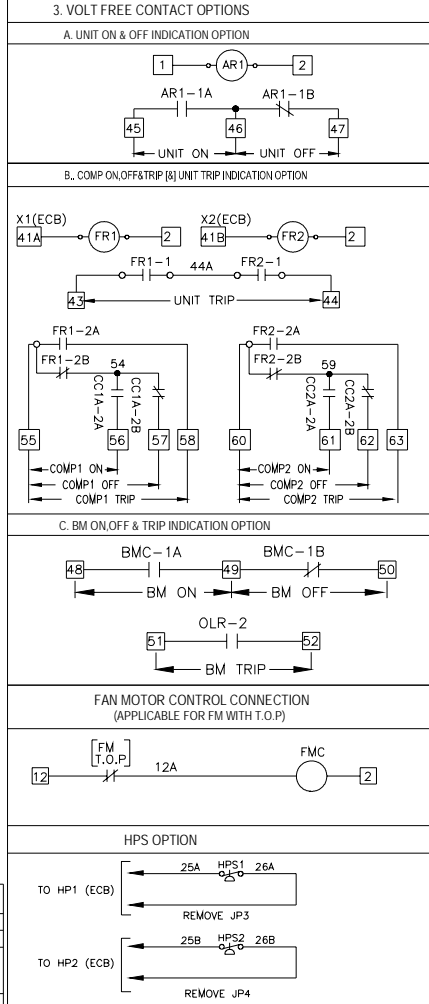 3. VOLT FREE CONTACT OPTIONS
A. UNIT ON & OFF INDICATION OPTION
1 AR1 2
AR1-1A AR1-1B
45 46 47
UNIT ON UNIT OFF
B.. COMP ON,OFF&TRIP [&] UNIT TRIP INDICATION OPTION
X1(ECB) X2(ECB)
41A FR1 2 41B FR2 2
FR1-1 44A FR2-1
43 UNIT TRIP 44
FR1-2A FR2-2A
FR1-2B 54 FR2-2B 59
CC1A-2A CC1A-2B CC2A-2A CC2A-2B
55 56 57 58 60 61 62 63
COMP1 ON COMP2 ON
COMP1 OFF COMP2 OFF
COMP1 TRIP COMP2 TRIP
C. BM ON,OFF & TRIP INDICATION OPTION
BMC-1A BMC-1B
48 49 50
BM ON BM OFF
OLR-2
51 52
BM TRIP
FAN MOTOR CONTROL CONNECTION
(APPLICABLE FOR FM WITH T.O.P)
[FM T.O.P] FMC
12 12A 2
HPS OPTION
25A HPS1 26A
TO HP1 (ECB)
REMOVE JP3
25B HPS2 26B
TO HP2 (ECB)
REMOVE JP4